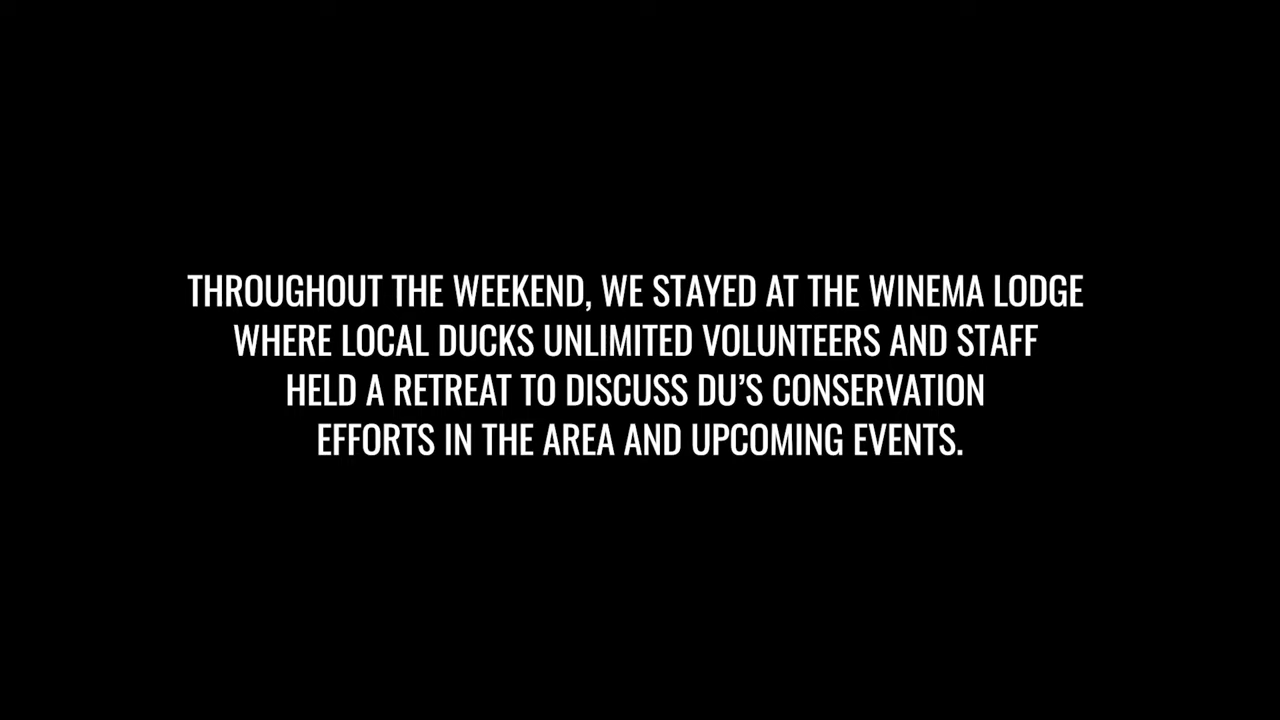 THROUGHOUT THE WEEKEND, WE STAYED AT THE WINEMA LODGE
WHERE LOCAL DUCKS UNLIMITED VOLUNTEERS AND STAFF
HELD A RETREAT TO DISCUSS DU’S CONSERVATION
EFFORTS IN THE AREA AND UPCOMING EVENTS.